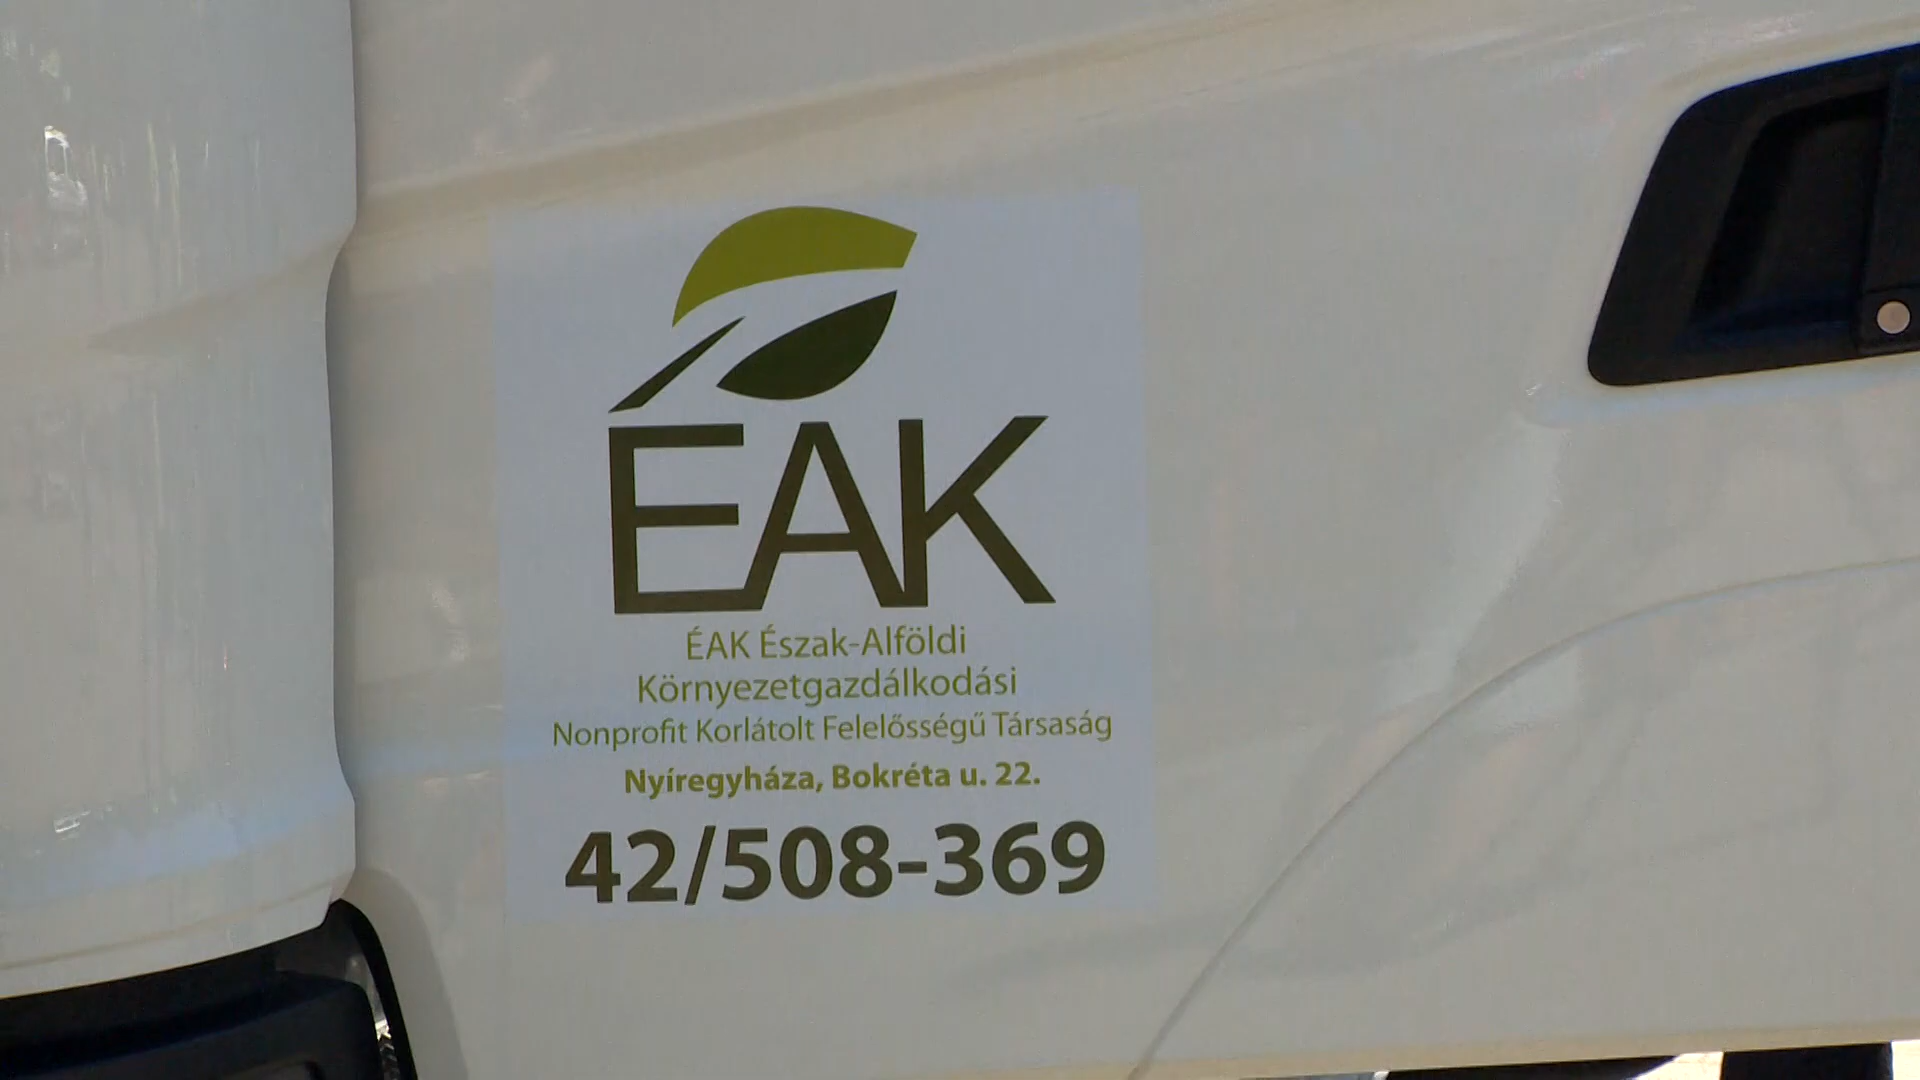 ÉAK
ÉAK Észak-Alföldi
Környezetgazdálkodási
Nonprofit Korlátolt Felelősségű Társaság
Nyíregyháza, Bokréta u. 22.
42/508-369